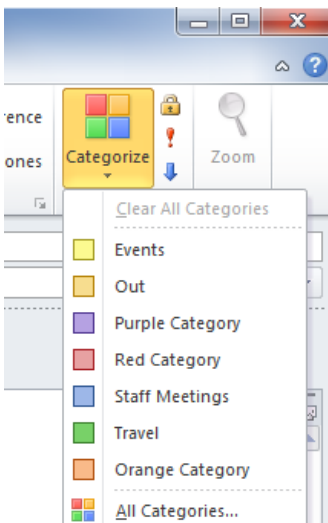 ?
rence
ones
Categorize
Zoom
Clear All Categories
Events
Out
Purple Category
Red Category
Staff Meetings
Travel
Orange Category
All Categories...